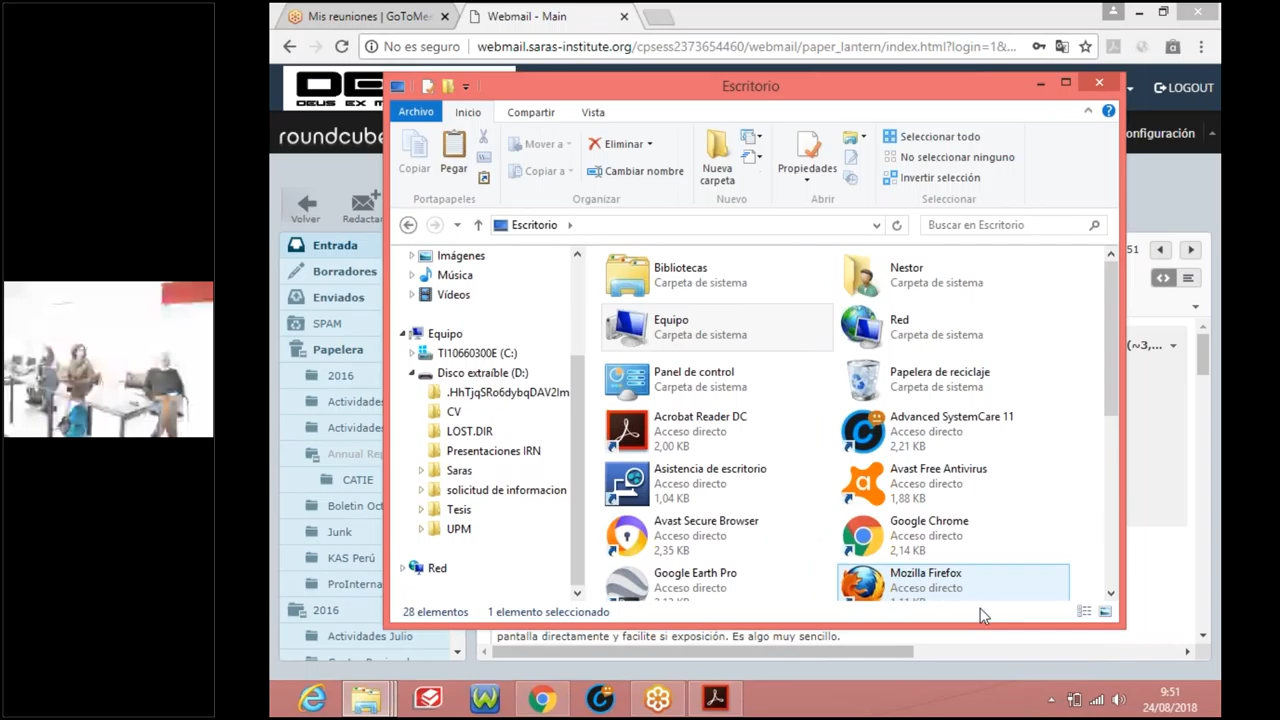 Mis reuniones | GoToMe
Webmail - Main
No es seguro
webmail.saras-institute.org/cpsess2373654460/webmail/paper_lantern/index.html?login=1&...
DEUS EX M
LOGOUT
roundcube
onfiguración
Volver
Redactar
Entrada
Borradores
Enviados
SPAM
Papelera
2016
Actividades
Actividades
Annual Rep
CATIE
Boletin Oct
Junk
KAS Perú
ProInterna
2016
Actividades Julio
Escritorio
Archivo
Inicio
Compartir
Vista
Copiar
Pegar
Portapapeles
Mover a
Copiar a
Eliminar
Cambiar nombre
Organizar
Nueva
carpeta
Nuevo
Propiedades
Abrir
Seleccionar todo
No seleccionar ninguno
Invertir selección
Seleccionar
Escritorio
Buscar en Escritorio
Imágenes
Música
Vídeos
Equipo
TI10660300E (C:)
Disco extraíble (D:)
.HhTjqSRo6dybqDAV2Im
CV
LOST.DIR
Presentaciones IRN
Saras
solicitud de informacion
Tesis
UPM
Red
Bibliotecas
Carpeta de sistema
Nestor
Carpeta de sistema
Equipo
Carpeta de sistema
Red
Carpeta de sistema
Panel de control
Carpeta de sistema
Papelera de reciclaje
Carpeta de sistema
Acrobat Reader DC
Acceso directo
2,00 KB
Advanced SystemCare 11
Acceso directo
2,21 KB
Asistencia de escritorio
Acceso directo
1,04 KB
Avast Free Antivirus
Acceso directo
1,88 KB
Avast Secure Browser
Acceso directo
2,35 KB
Google Chrome
Acceso directo
2,14 KB
Google Earth Pro
Acceso directo
Mozilla Firefox
Acceso directo
28 elementos
1 elemento seleccionado
51
(~3,...
pantalla directamente y facilite si exposición. Es algo muy sencillo.
9:51
24/08/2018